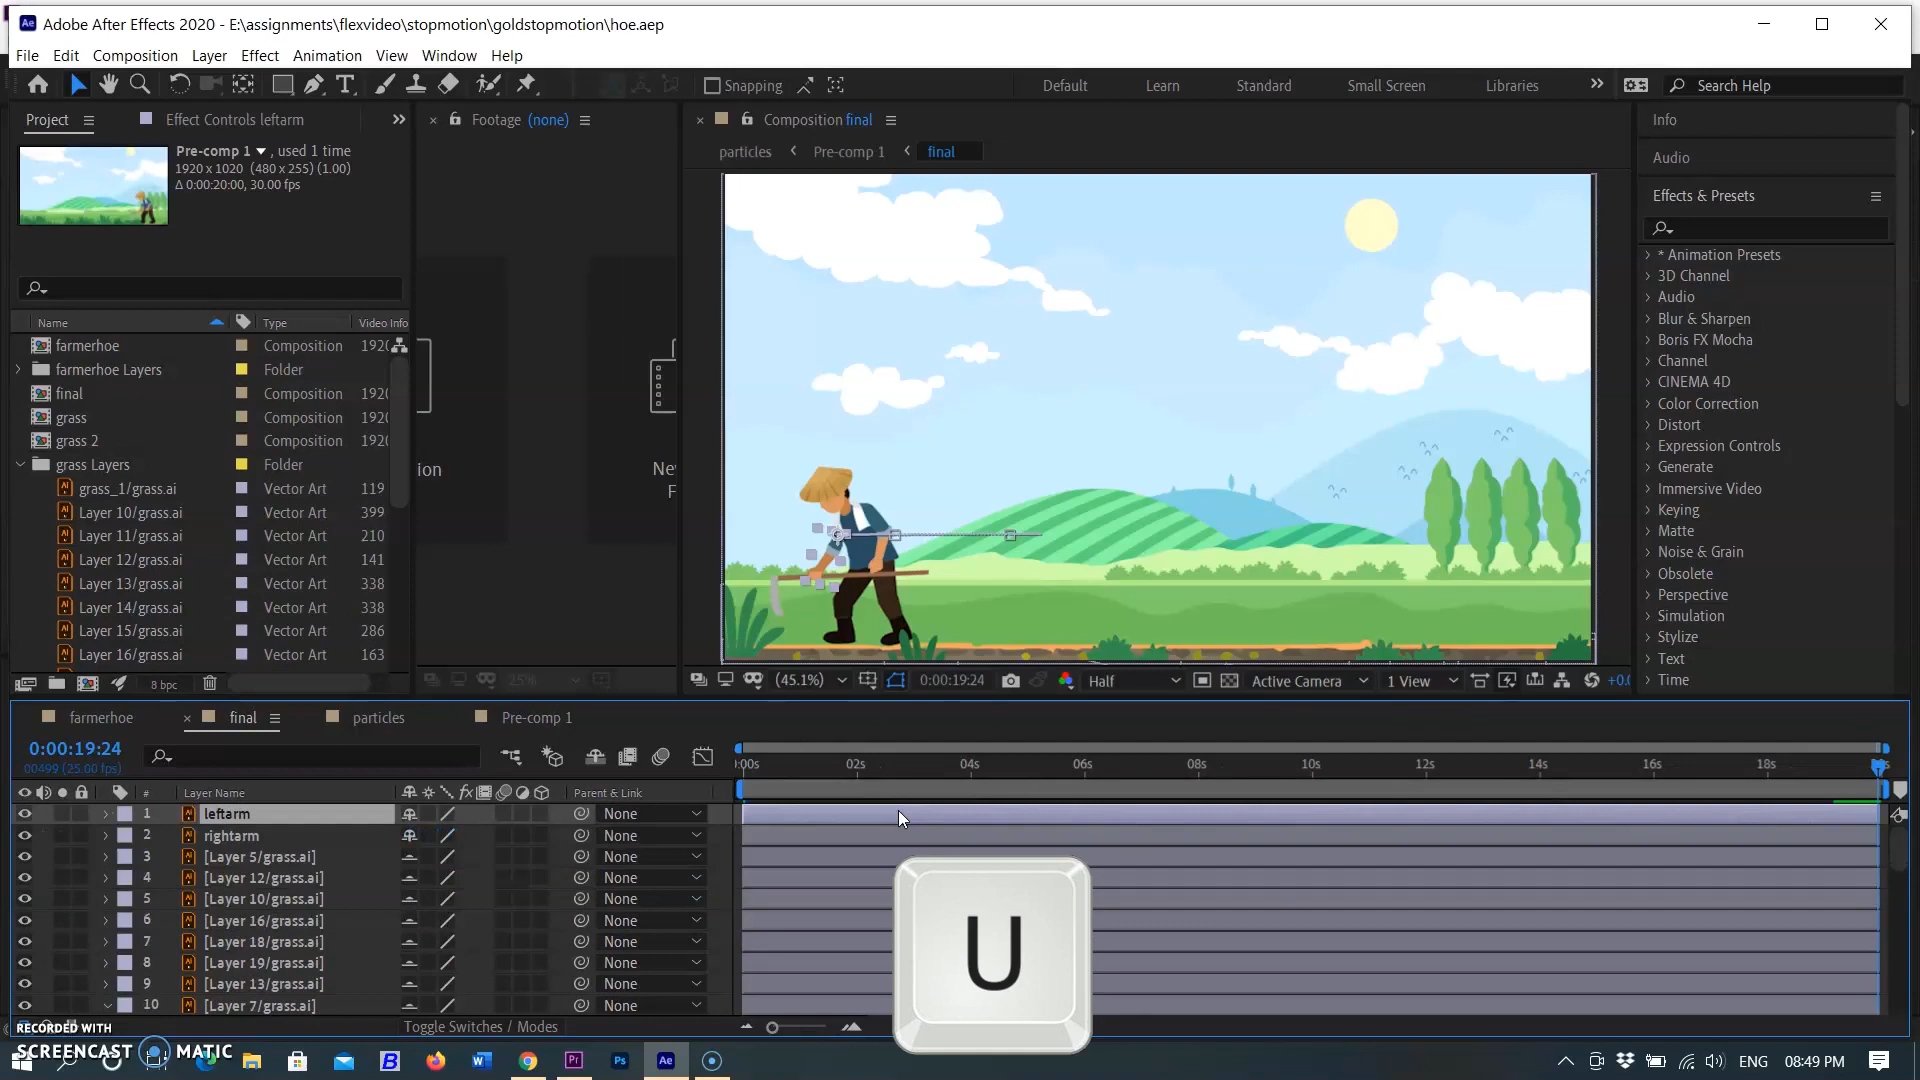 Adobe After Effects 2020 - E:\assignments\flexvideo\stopmotion\goldstopmotion\hoe.aep
File Edit Composition Layer Effect Animation View Window Help
Snapping Default Learn Standard Small Screen Libraries Search Help
Project Effect Controls leftarm Footage (none) Composition final Info
Pre-comp 1 , used 1 time
1920 x 1020 (480 x 255) (1.00)
Δ 0:00:20:00, 30.00 fps
particles Pre-comp 1 final
Audio
Effects & Presets
Name Type Video Info
farmerhoe Composition 192
farmerhoe Layers Folder
final Composition 192
grass Composition 192
grass 2 Composition 192
grass Layers Folder
grass_1/grass.ai Vector Art 119
Layer 10/grass.ai Vector Art 399
Layer 11/grass.ai Vector Art 210
Layer 12/grass.ai Vector Art 141
Layer 13/grass.ai Vector Art 338
Layer 14/grass.ai Vector Art 338
Layer 15/grass.ai Vector Art 286
Layer 16/grass.ai Vector Art 163
8 bpc
ion
Ne
F
25%
* Animation Presets
3D Channel
Audio
Blur & Sharpen
Boris FX Mocha
Channel
CINEMA 4D
Color Correction
Distort
Expression Controls
Generate
Immersive Video
Keying
Matte
Noise & Grain
Obsolete
Perspective
Simulation
Stylize
Text
Time
(45.1%) 0:00:19:24 Half Active Camera 1 View +0.0
farmerhoe final particles Pre-comp 1
0:00:19:24
00499 (25.00 fps)
:00s 02s 04s 06s 08s 10s 12s 14s 16s 18s
# Layer Name fx Parent & Link
1 leftarm None
2 rightarm None
3 [Layer 5/grass.ai] None
4 [Layer 12/grass.ai] None
5 [Layer 10/grass.ai] None
6 [Layer 16/grass.ai] None
7 [Layer 18/grass.ai] None
8 [Layer 19/grass.ai] None
9 [Layer 13/grass.ai] None
10 [Layer 7/grass.ai] None
U
Toggle Switches / Modes
RECORDED WITH
SCREENCAST MATIC
ENG 08:49 PM